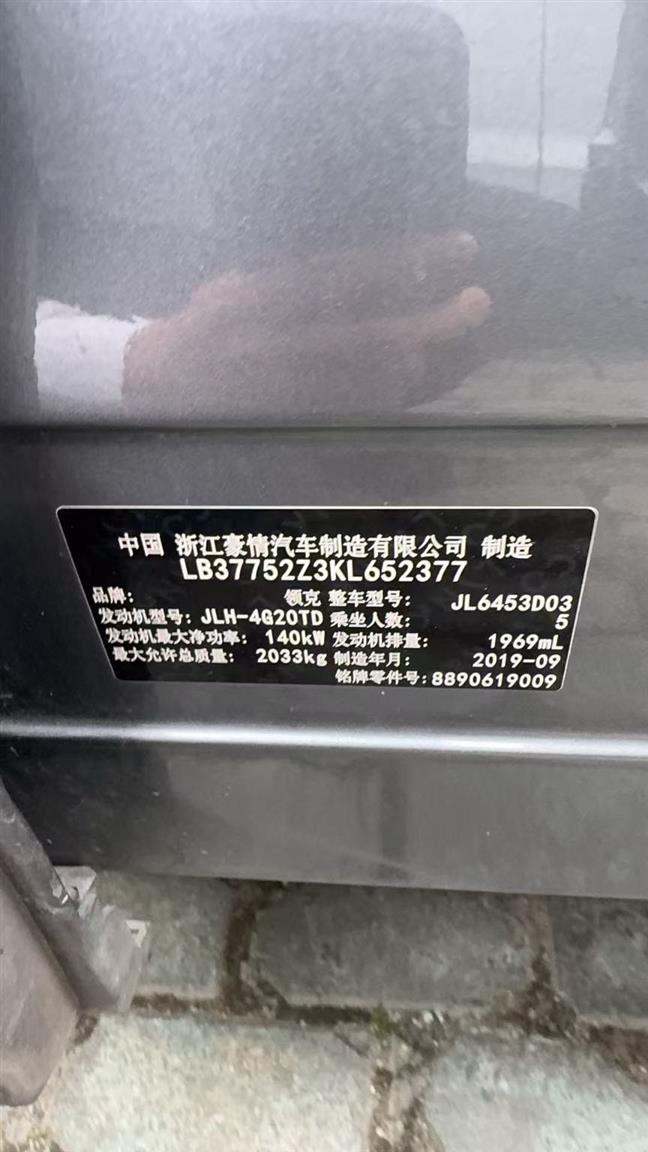 中国 浙江豪情汽车制造有限公司 制造
LB37752Z3KL652377
品牌: 领克 整车型号: JL6453D03
发动机型号: JLH-4G20TD 乘坐人数: 5
发动机最大净功率: 140kW 发动机排量: 1969mL
最大允许总质量: 2033kg 制造年月: 2019-09
铭牌零件号: 8890619009